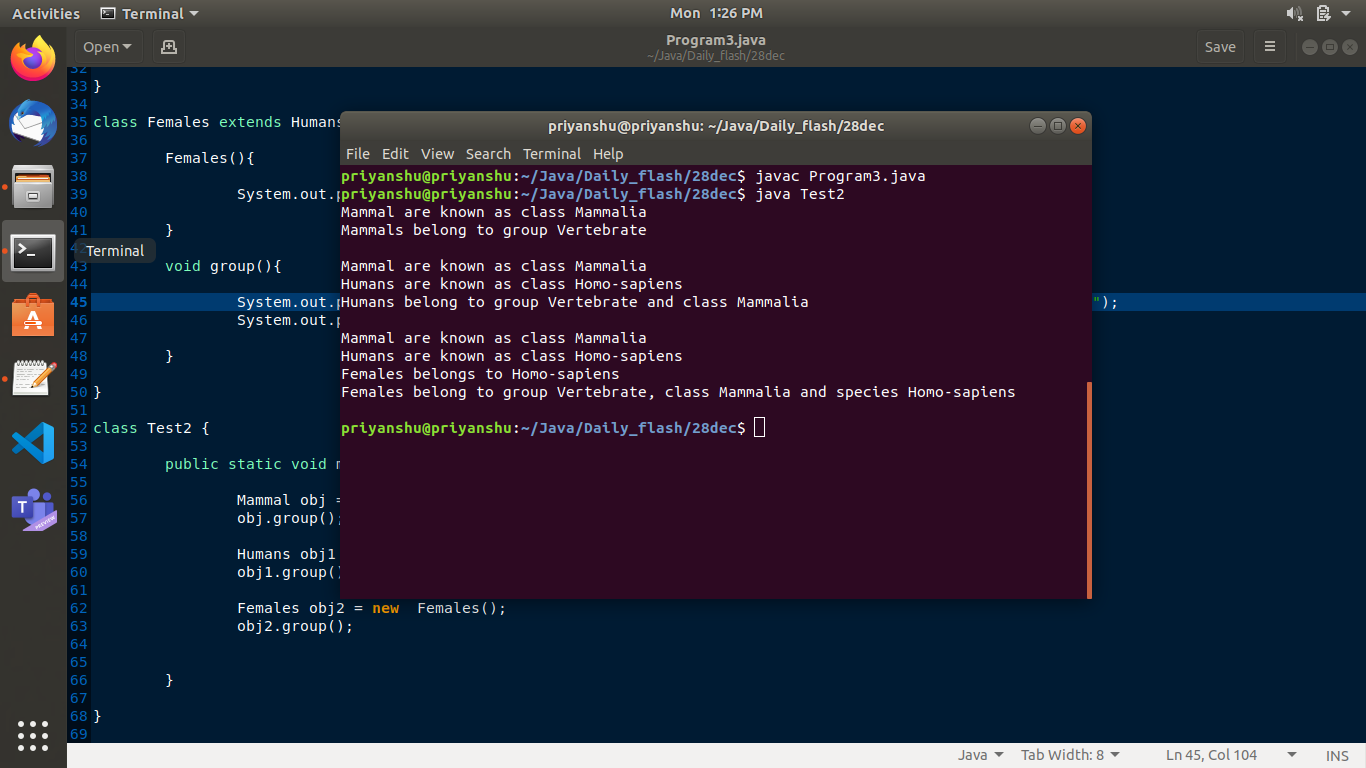 Activities Terminal Mon 1:26 PM
Open Program3.java Save
~/Java/Daily_flash/28dec
32
33 }
34
35 class Females extends Humans
36
37 Females(){
38
39 System.out.
40
41 }
42
43 void group(){
44
45 System.out. ");
46 System.out.
47
48 }
49
50 }
51
52 class Test2 {
53
54 public static void
55
56 Mammal obj =
57 obj.group();
58
59 Humans obj1
60 obj1.group()
61
62 Females obj2 = new Females();
63 obj2.group();
64
65
66 }
67
68 }
69
Terminal
priyanshu@priyanshu: ~/Java/Daily_flash/28dec
File Edit View Search Terminal Help
priyanshu@priyanshu:~/Java/Daily_flash/28dec$ javac Program3.java
priyanshu@priyanshu:~/Java/Daily_flash/28dec$ java Test2
Mammal are known as class Mammalia
Mammals belong to group Vertebrate
Mammal are known as class Mammalia
Humans are known as class Homo-sapiens
Humans belong to group Vertebrate and class Mammalia
Mammal are known as class Mammalia
Humans are known as class Homo-sapiens
Females belongs to Homo-sapiens
Females belong to group Vertebrate, class Mammalia and species Homo-sapiens
priyanshu@priyanshu:~/Java/Daily_flash/28dec$
T
PREVIEW
Java Tab Width: 8 Ln 45, Col 104 INS